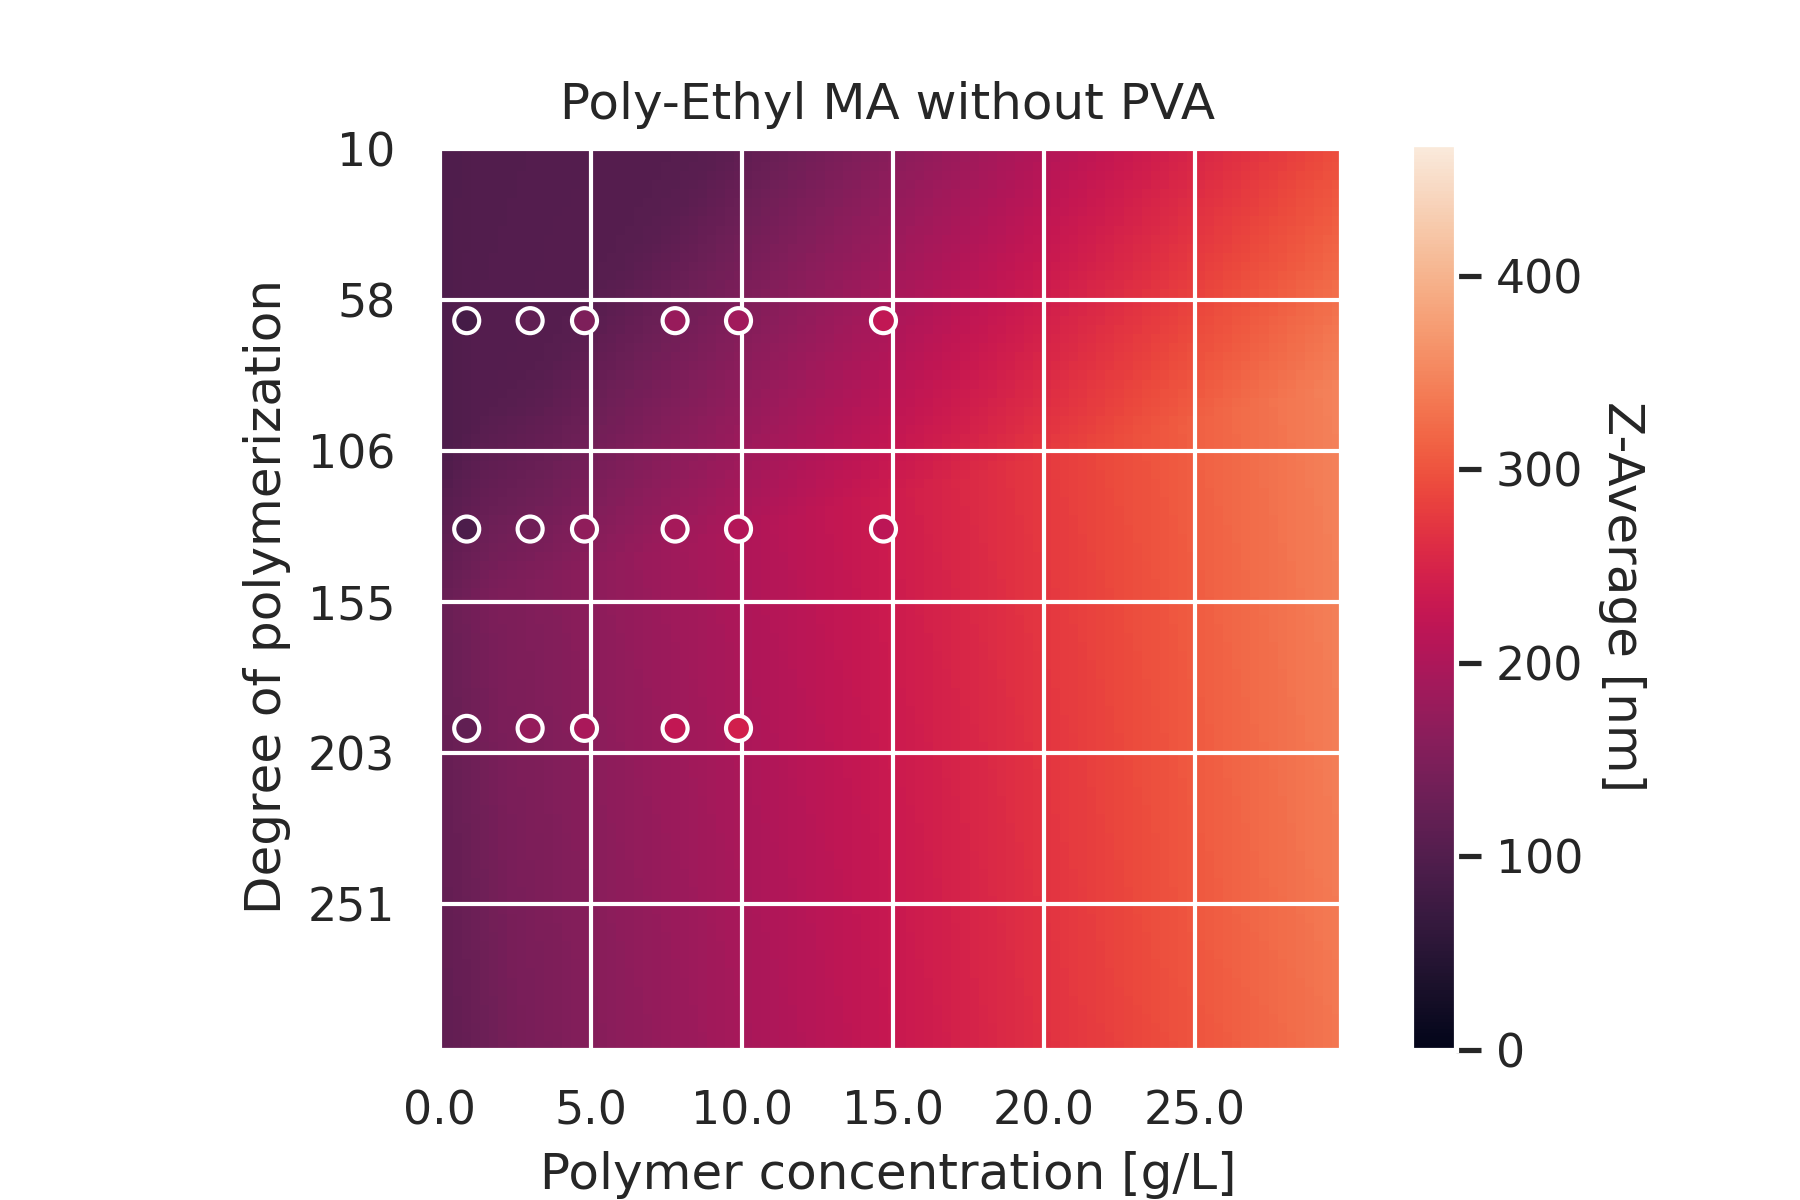 Poly-Ethyl MA without PVA
10
58
106
155
203
251
Degree of polymerization
0.0 5.0 10.0 15.0 20.0 25.0
Polymer concentration [g/L]
400
300
200
100
0
Z-Average [nm]